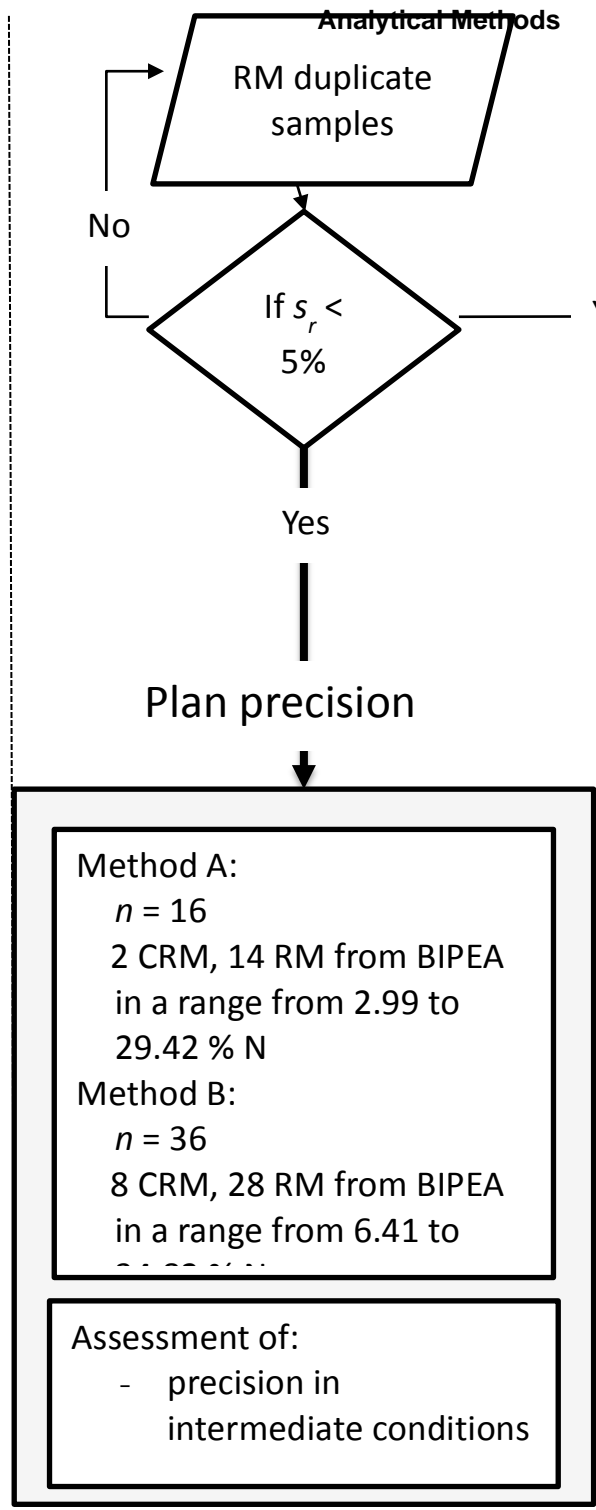 Analytical Methods
RM duplicate
samples
No
If s_r <
5%
Yes
Plan precision
Method A:
n = 16
2 CRM, 14 RM from BIPEA
in a range from 2.99 to
29.42 % N
Method B:
n = 36
8 CRM, 28 RM from BIPEA
in a range from 6.41 to
Assessment of:
- precision in
intermediate conditions